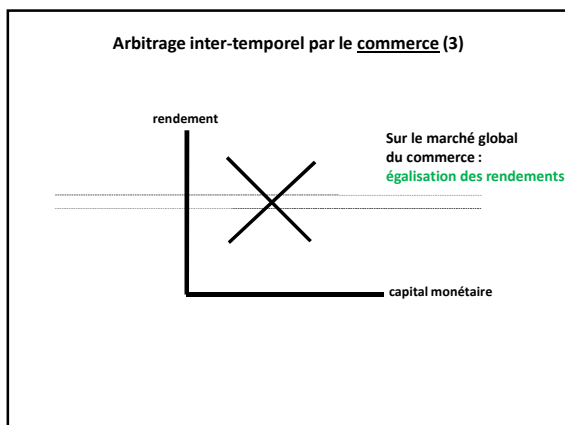 Arbitrage inter-temporel par le commerce (3)
rendement
Sur le marché global
du commerce :
égalisation des rendements
capital monétaire